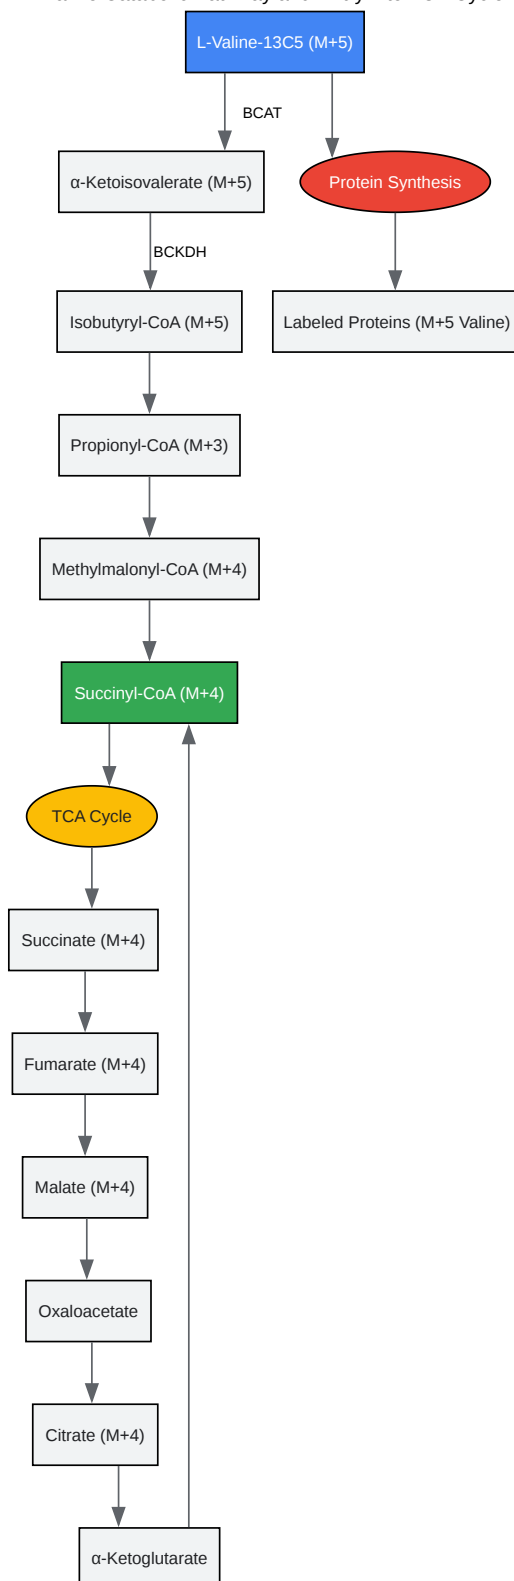 L-Valine-13C5 (M+5)
BCAT
α-Ketoisovalerate (M+5)
Protein Synthesis
BCKDH
Isobutyryl-CoA (M+5)
Labeled Proteins (M+5 Valine)
Propionyl-CoA (M+3)
Methylmalonyl-CoA (M+4)
Succinyl-CoA (M+4)
TCA Cycle
Succinate (M+4)
Fumarate (M+4)
Malate (M+4)
Oxaloacetate
Citrate (M+4)
α-Ketoglutarate